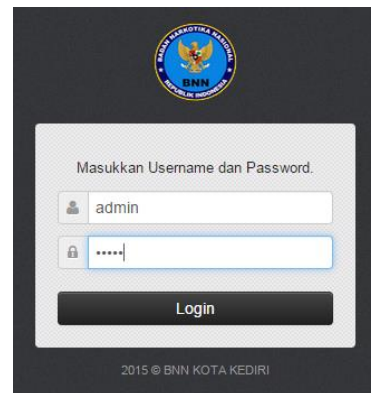 BADAN NARKOTIKA NASIONAL
BNN
REPUBLIK INDONESIA
Masukkan Username dan Password.
admin
•••••
Login
2015 @ BNN KOTA KEDIRI